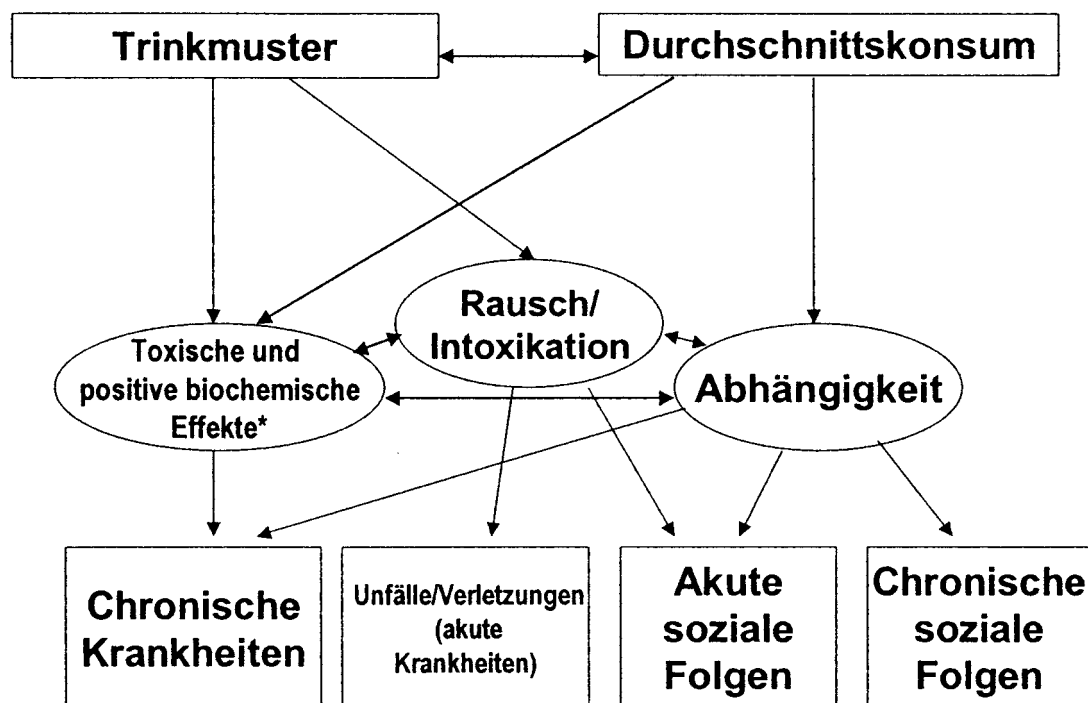 Trinkmuster
Durchschnittskonsum
Rausch/
Intoxikation
Toxische und
positive biochemische
Effekte*
Abhängigkeit
Chronische
Krankheiten
Unfälle/Verletzungen
(akute
Krankheiten)
Akute
soziale
Folgen
Chronische
soziale
Folgen